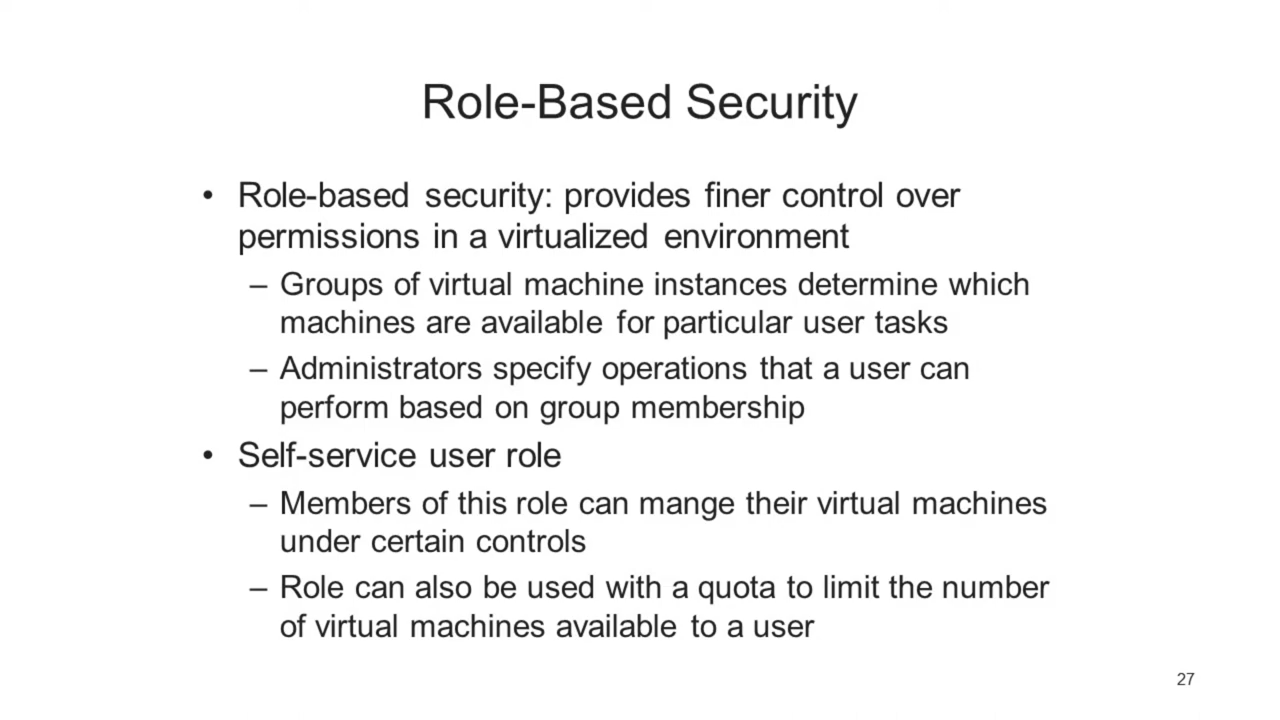 Role-Based Security
• Role-based security: provides finer control over
permissions in a virtualized environment
– Groups of virtual machine instances determine which
machines are available for particular user tasks
– Administrators specify operations that a user can
perform based on group membership
• Self-service user role
– Members of this role can mange their virtual machines
under certain controls
– Role can also be used with a quota to limit the number
of virtual machines available to a user
27